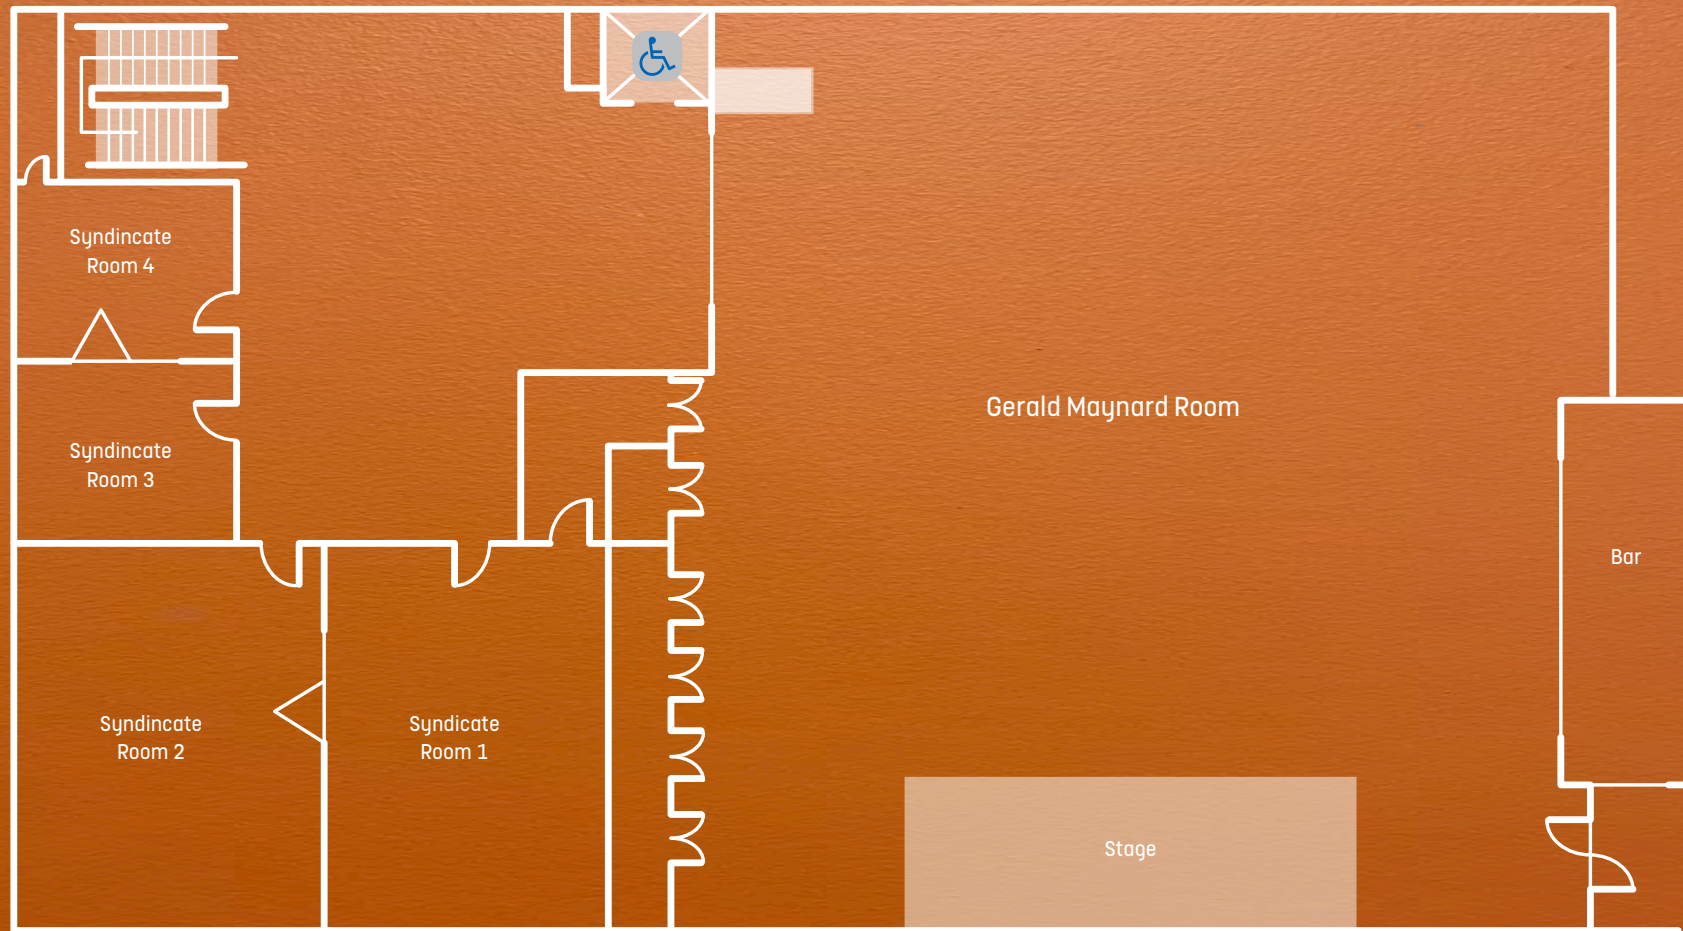 Syndincate
Room 4
Gerald Maynard Room
Syndincate
Room 3
Bar
Syndincate
Room 2
Syndicate
Room 1
Stage